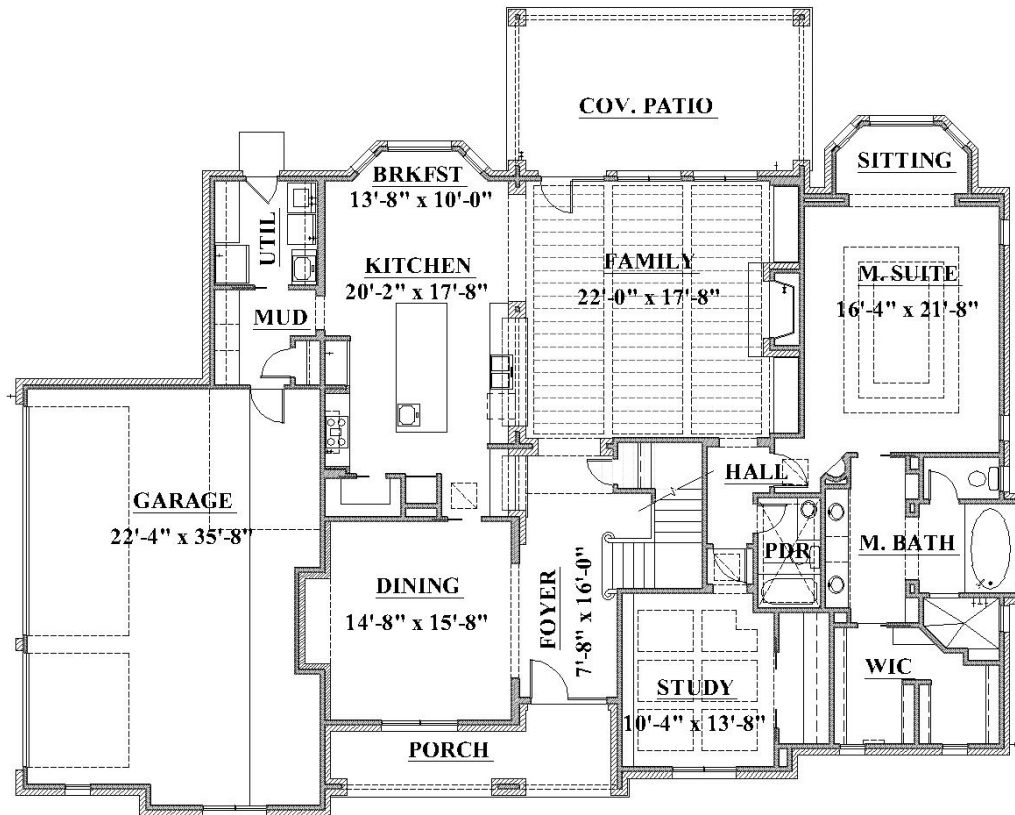 COV. PATIO
SITTING
BRKFST
13'-8" x 10'-0"
UTIL
KITCHEN
20'-2" x 17'-8"
FAMILY
22'-0" x 17'-8"
M. SUITE
16'-4" x 21'-8"
MUD
HALL
GARAGE
22'-4" x 35'-8"
PDR
M. BATH
DINING
14'-8" x 15'-8"
FOYER
7'-8" x 16'-0"
WIC
STUDY
10'-4" x 13'-8"
PORCH